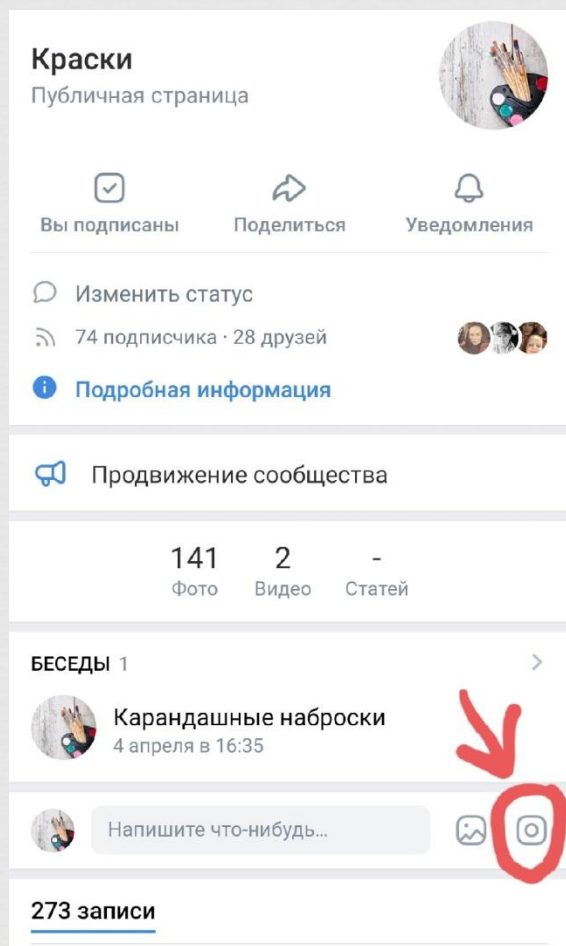 Краски
Публичная страница
Вы подписаны Поделиться Уведомления
Изменить статус
74 подписчика · 28 друзей
Подробная информация
Продвижение сообщества
141 2 -
Фото Видео Статей
БЕСЕДЫ 1
Карандашные наброски
4 апреля в 16:35
Напишите что-нибудь...
273 записи